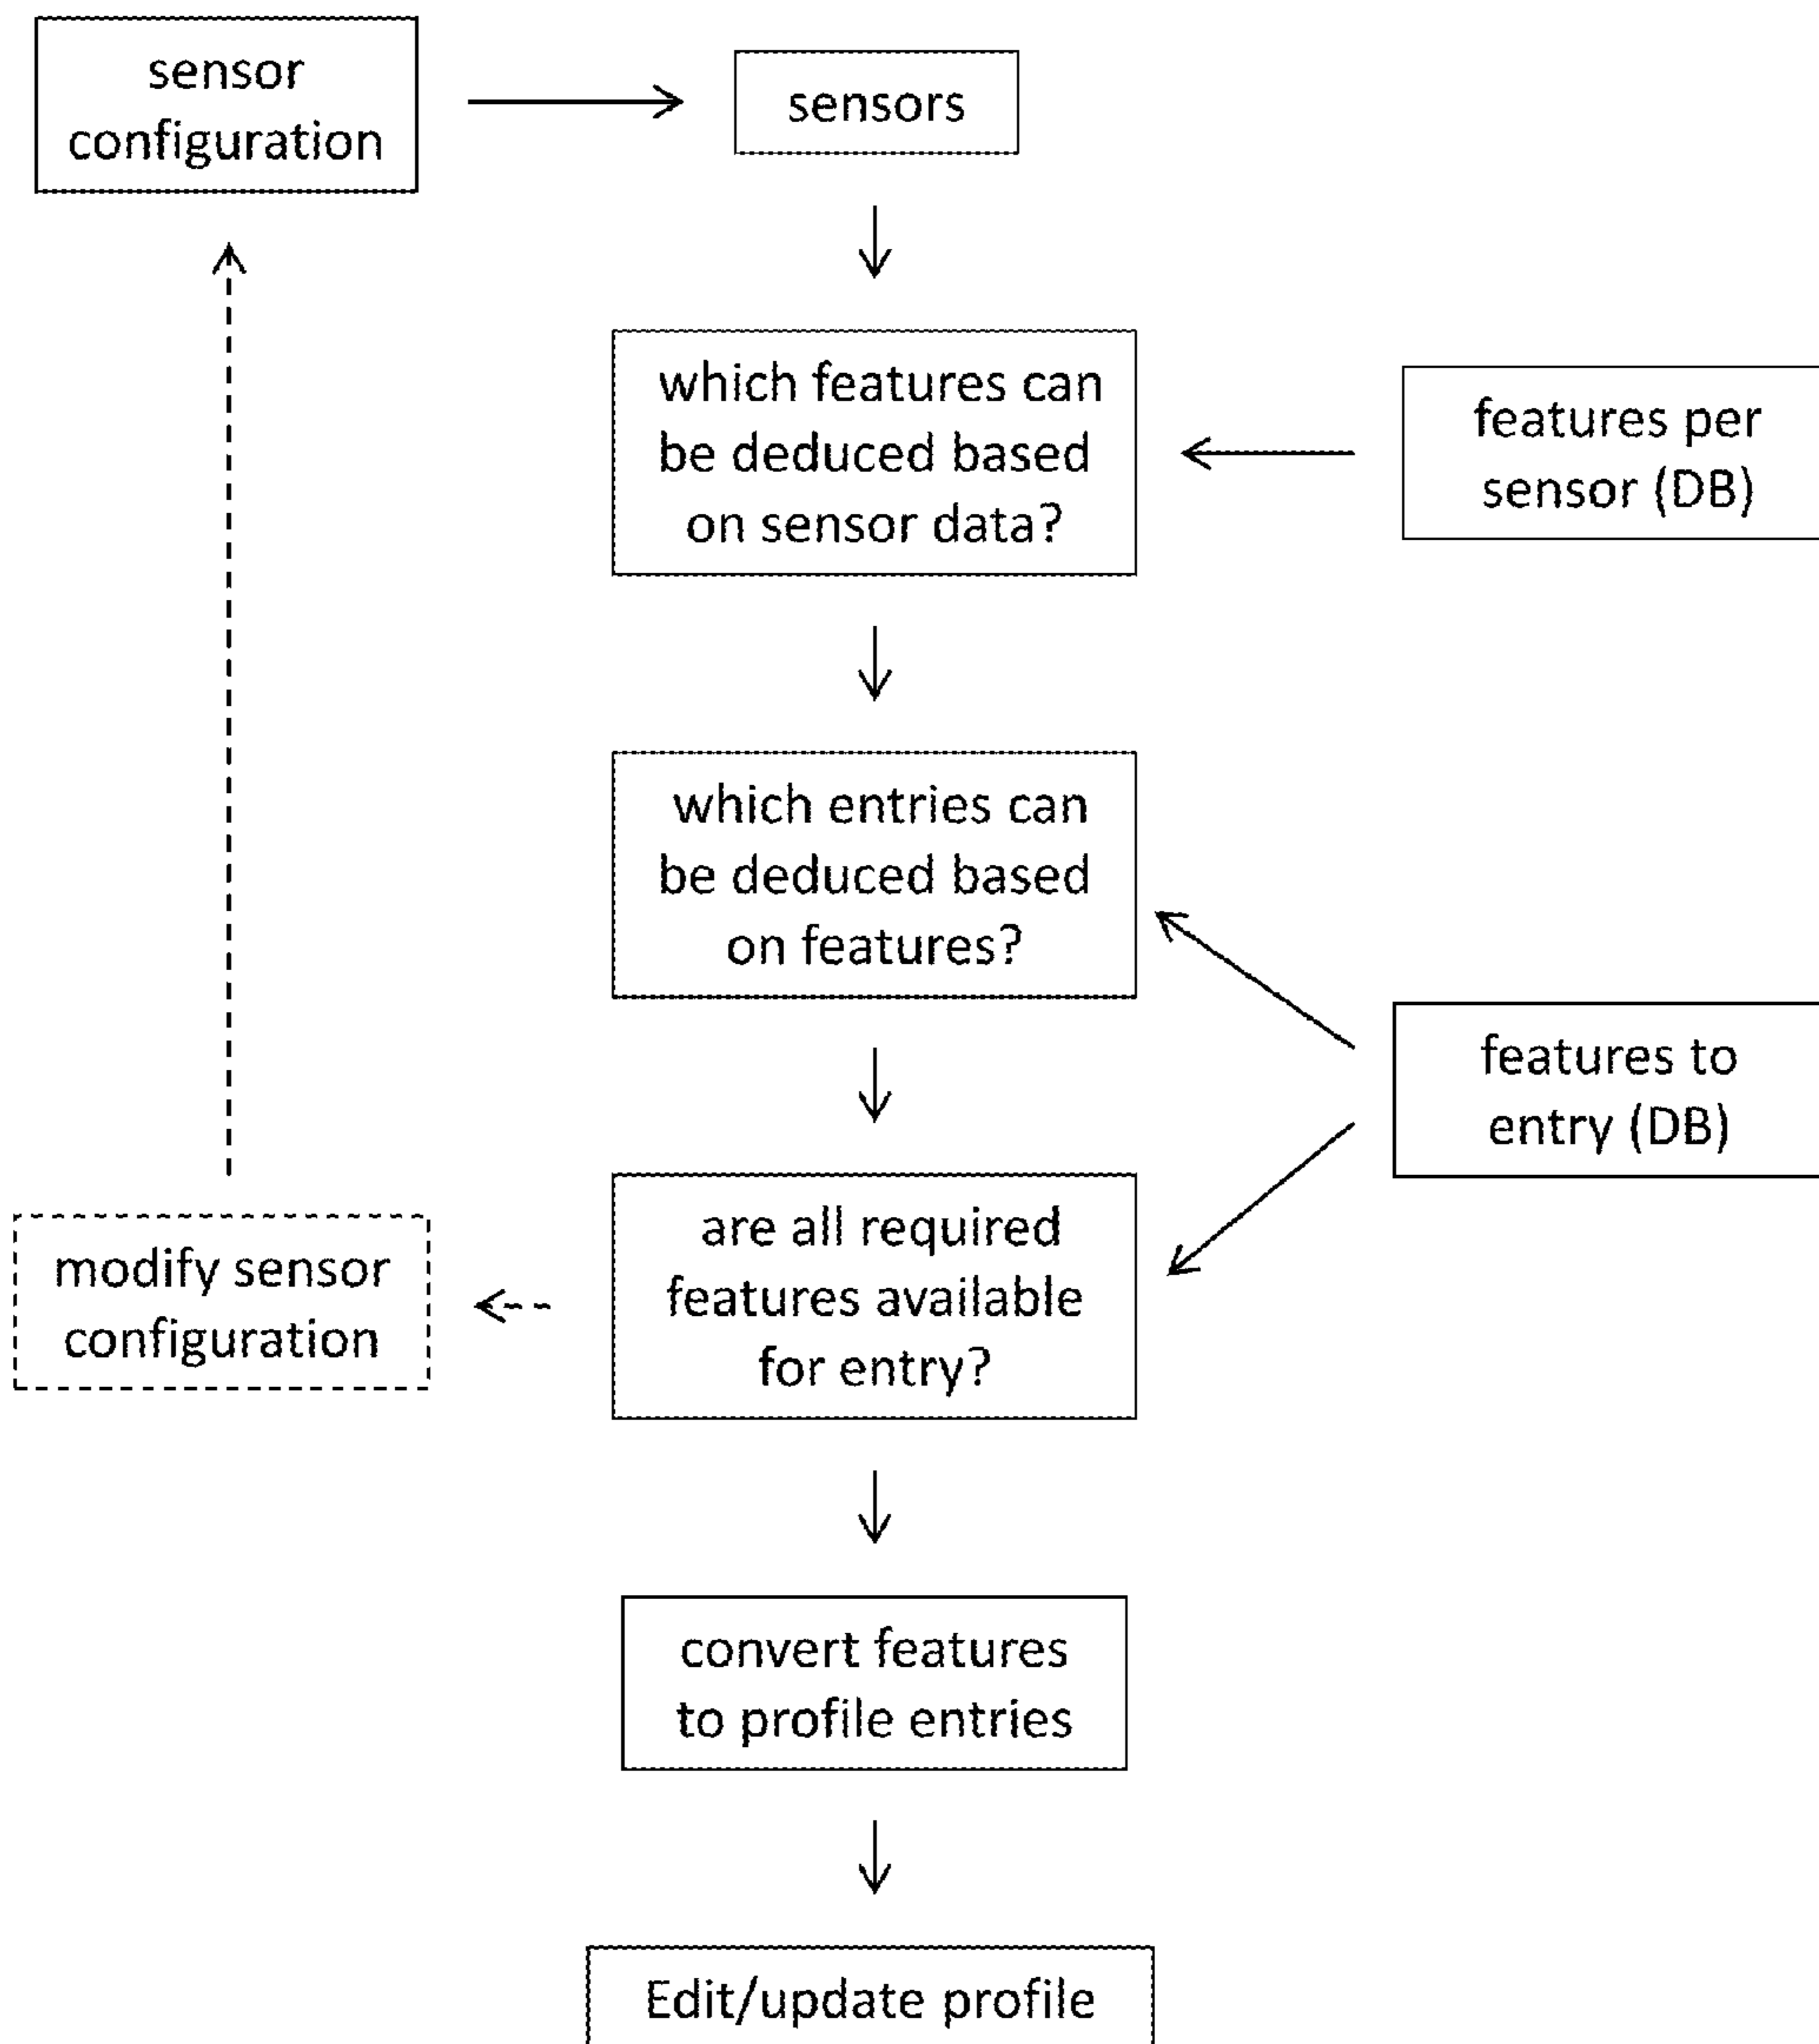 sensor
configuration
sensors
which features can
be deduced based
on sensor data?
features per
sensor (DB)
which entries can
be deduced based
on features?
features to
entry (DB)
are all required
features available
for entry?
modify sensor
configuration
convert features
to profile entries
Edit/update profile